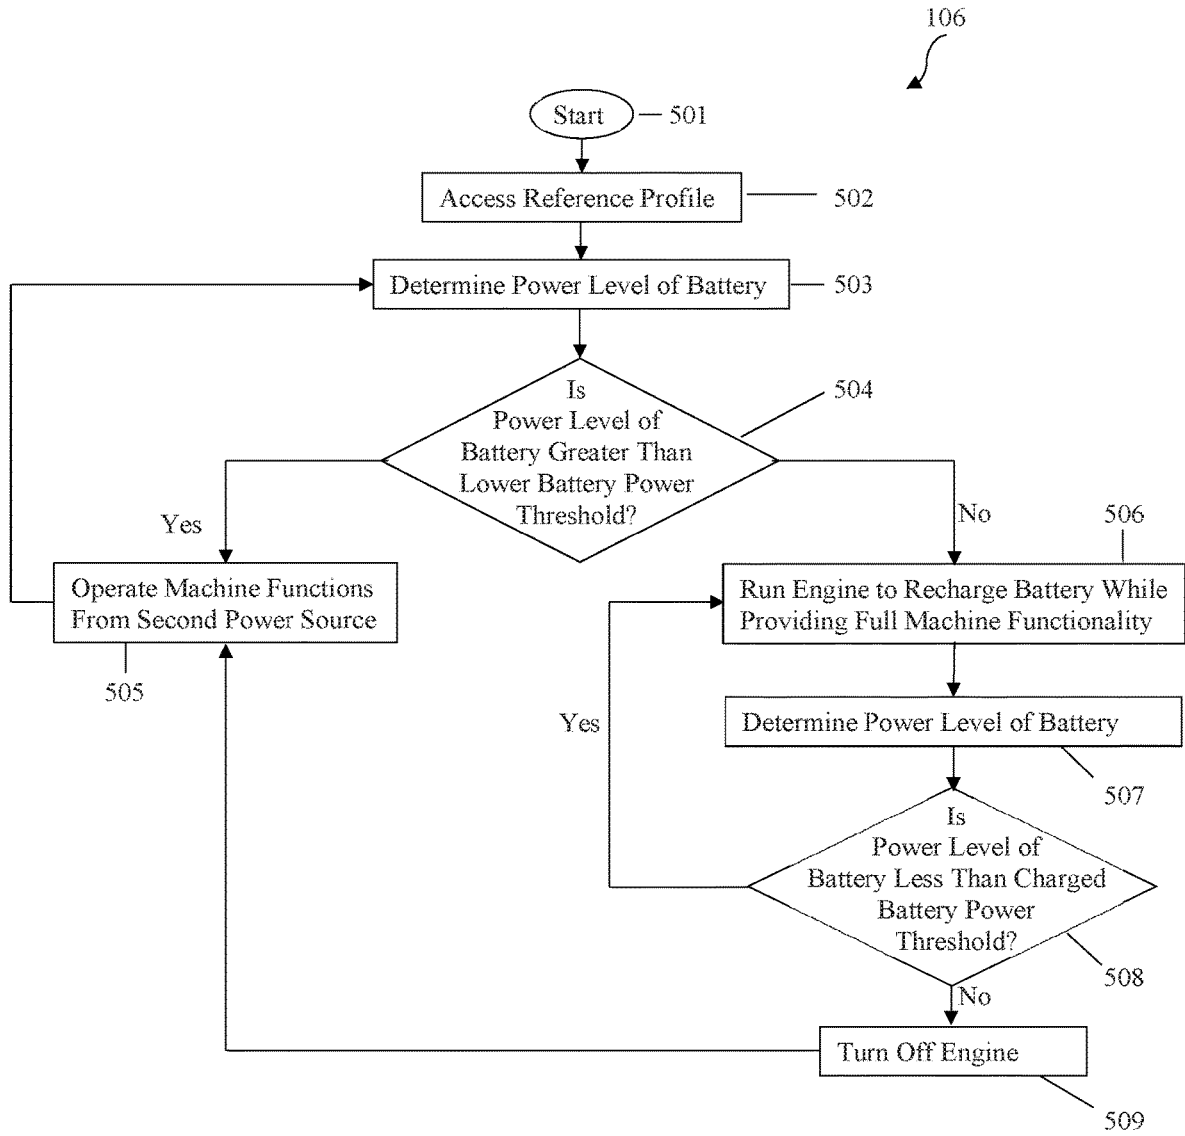 106
Start
501
Access Reference Profile
502
Determine Power Level of Battery
503
Is
Power Level of
Battery Greater Than
Lower Battery Power
Threshold?
504
Yes
No
506
Operate Machine Functions
From Second Power Source
505
Run Engine to Recharge Battery While
Providing Full Machine Functionality
Yes
Determine Power Level of Battery
507
Is
Power Level of
Battery Less Than Charged
Battery Power
Threshold?
508
No
Turn Off Engine
509